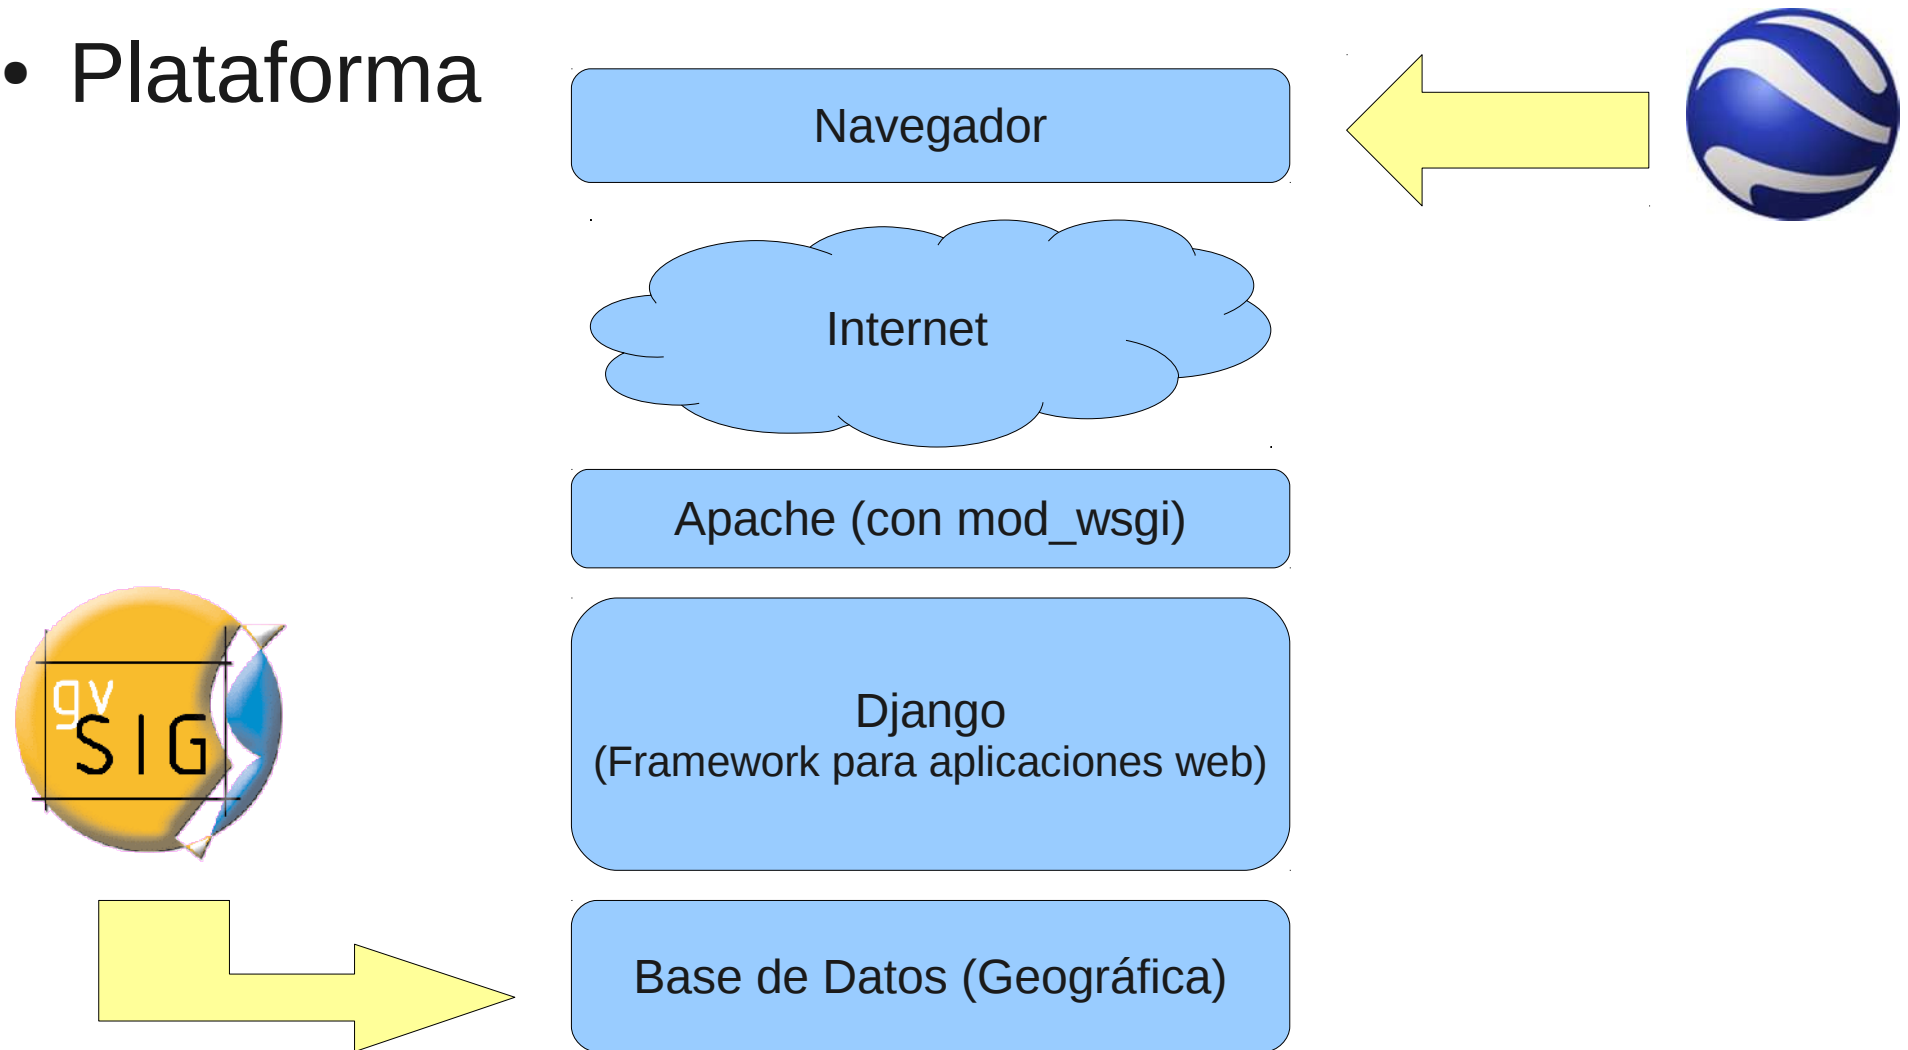 • Plataforma
Navegador
Internet
Apache (con mod_wsgi)
gv
SIG
Django
(Framework para aplicaciones web)
Base de Datos (Geográfica)